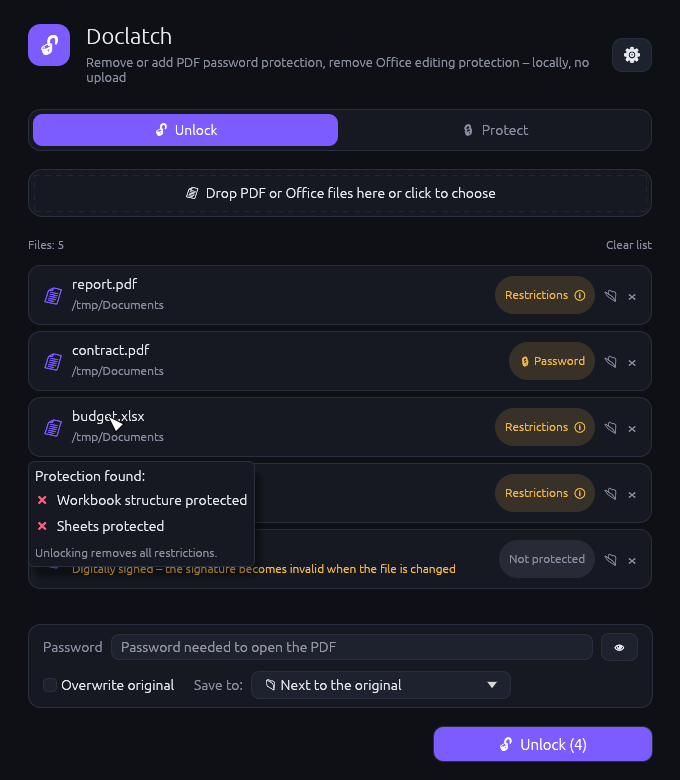 Doclatch
Remove or add PDF password protection, remove Office editing protection – locally, no
upload
Unlock
Protect
Drop PDF or Office files here or click to choose
Files: 5
Clear list
report.pdf
/tmp/Documents
Restrictions
contract.pdf
/tmp/Documents
Password
budget.xlsx
/tmp/Documents
Restrictions
Protection found:
Workbook structure protected
Sheets protected
Unlocking removes all restrictions.
Restrictions
Not protected
Digitally signed – the signature becomes invalid when the file is changed
Password
Password needed to open the PDF
Overwrite original
Save to:
Next to the original
Unlock (4)